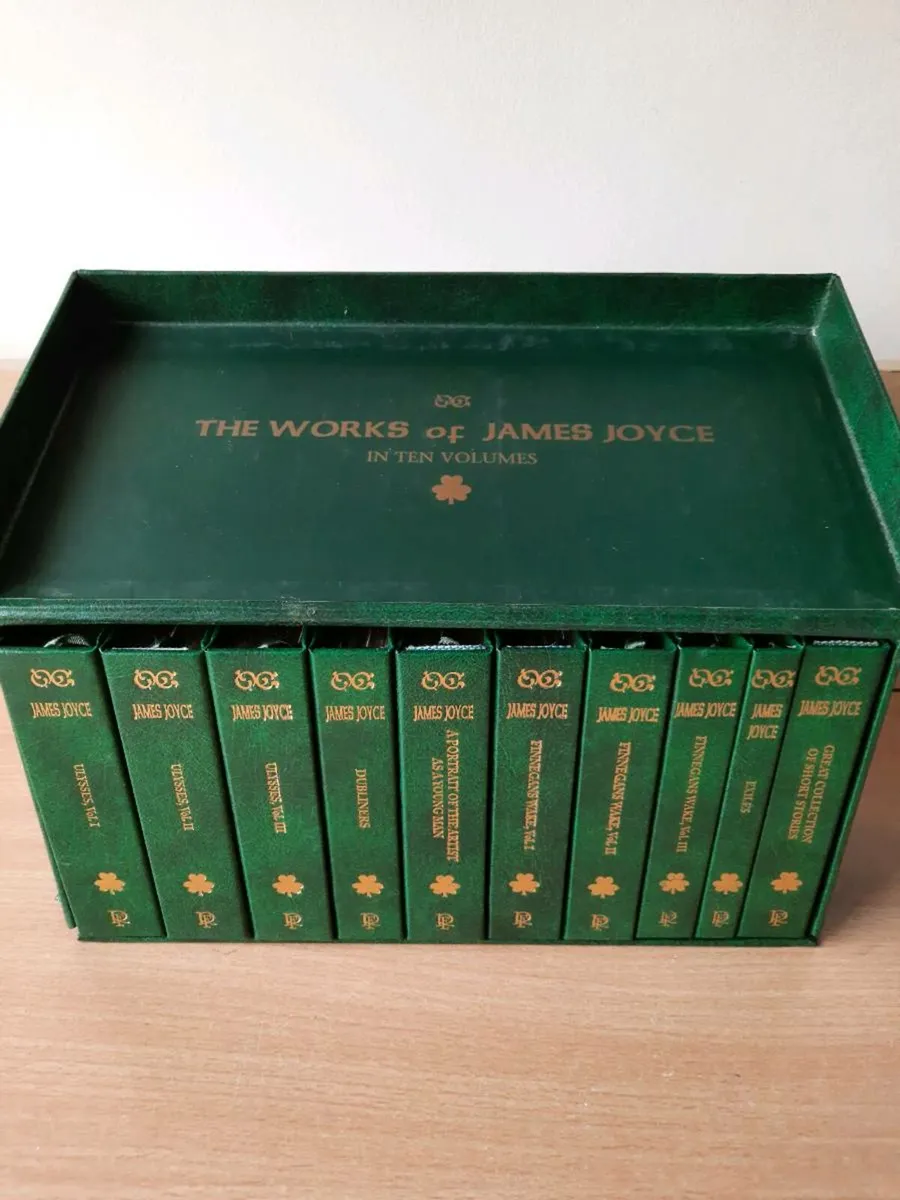 THE WORKS of JAMES JOYCE
IN TEN VOLUMES
JAMES JOYCE
ULYSSES, Vol. I
JAMES JOYCE
ULYSSES, Vol. II
JAMES JOYCE
ULYSSES, Vol. III
JAMES JOYCE
DUBLINERS
JAMES JOYCE
A PORTRAIT OF THE ARTIST
AS A YOUNG MAN
JAMES JOYCE
FINNEGANS WAKE, Vol. I
JAMES JOYCE
FINNEGANS WAKE, Vol. II
JAMES JOYCE
FINNEGANS WAKE, Vol. III
JAMES
JOYCE
EXILES
JAMES JOYCE
GREAT COLLECTION
OF SHORT STORIES